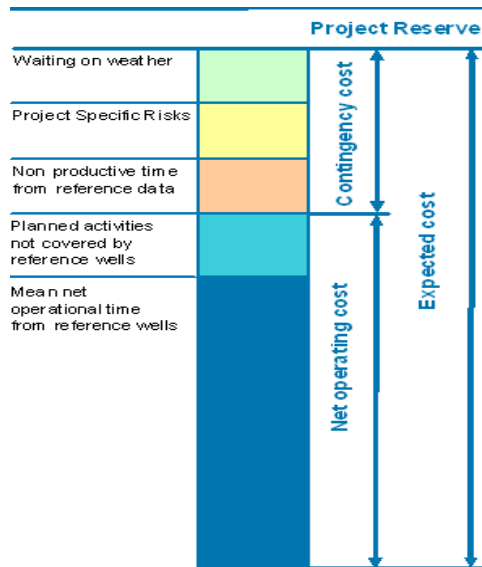 Project Reserve
Waiting on weather
Project Specific Risks
Non productive time
from reference data
Planned activities
not covered by
reference wells
Mean net
operational time
from reference wells
Contingency cost
Net operating cost
Expected cost